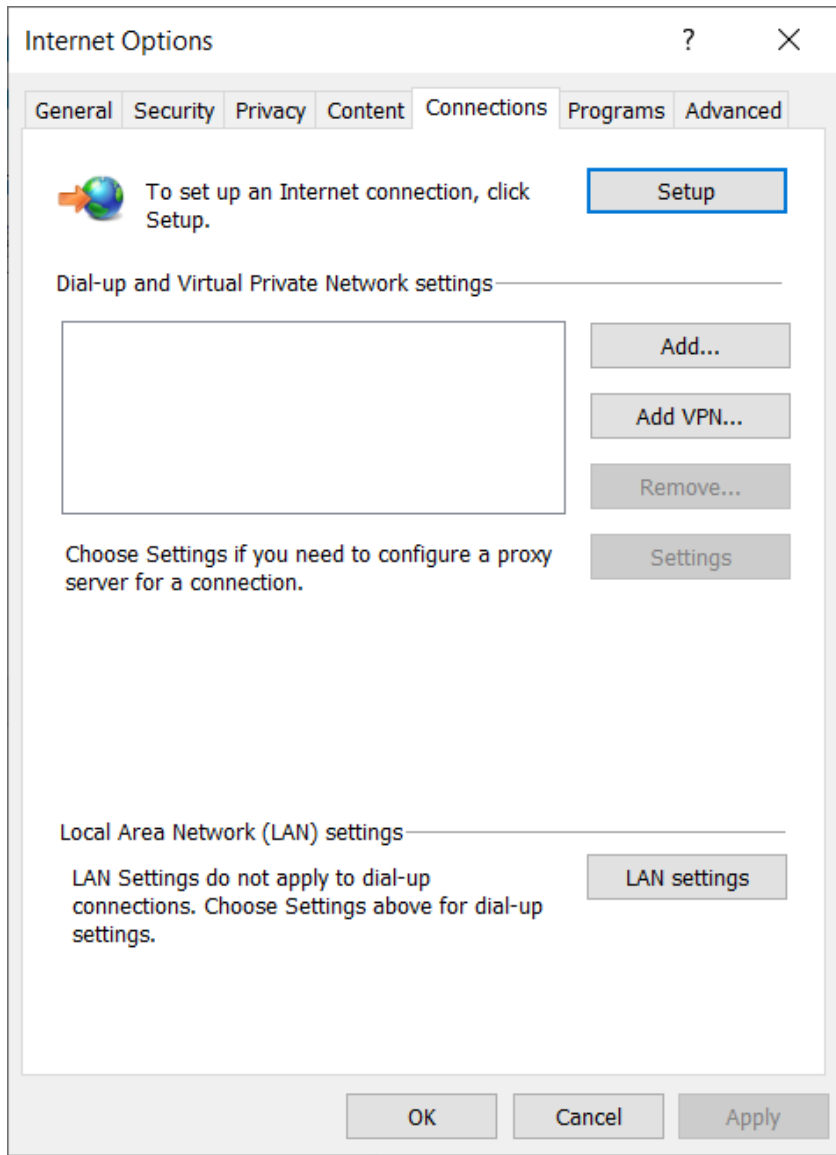 Internet Options
?
General Security Privacy Content Connections Programs Advanced
To set up an Internet connection, click
Setup.
Setup
Dial-up and Virtual Private Network settings
Add...
Add VPN...
Remove...
Choose Settings if you need to configure a proxy
server for a connection.
Settings
Local Area Network (LAN) settings
LAN Settings do not apply to dial-up
connections. Choose Settings above for dial-up
settings.
LAN settings
OK Cancel Apply